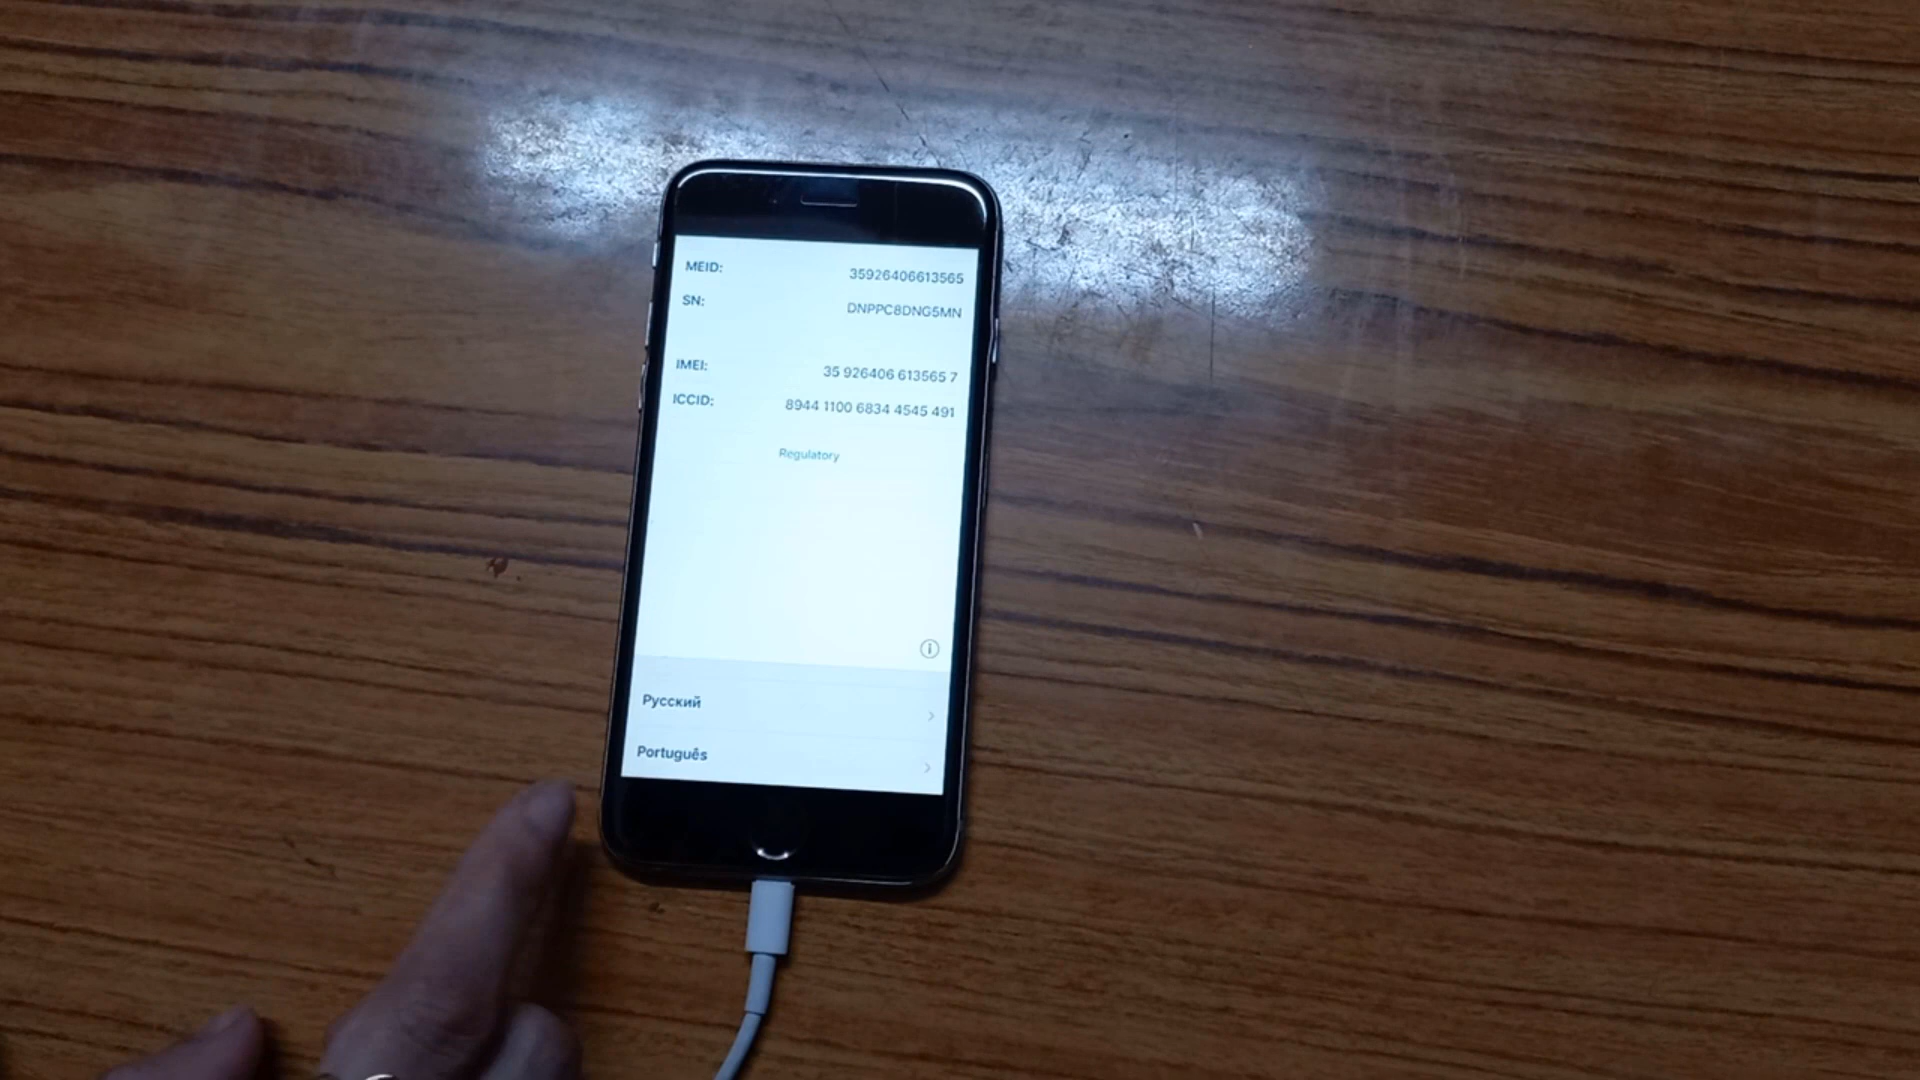 MEID: 35926406613565
SN: DNPPC8DNG5MN
IMEI: 35 926406 613565 7
ICCID: 8944 1100 6834 4545 491
Regulatory
Русский
Português